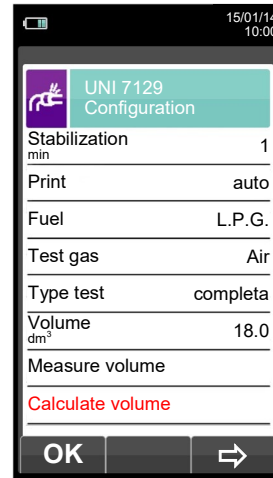 15/01/14
10:00
UNI 7129
Configuration
Stabilization 1
min
Print auto
Fuel L.P.G.
Test gas Air
Type test completa
Volume 18.0
dm³
Measure volume
Calculate volume
OK